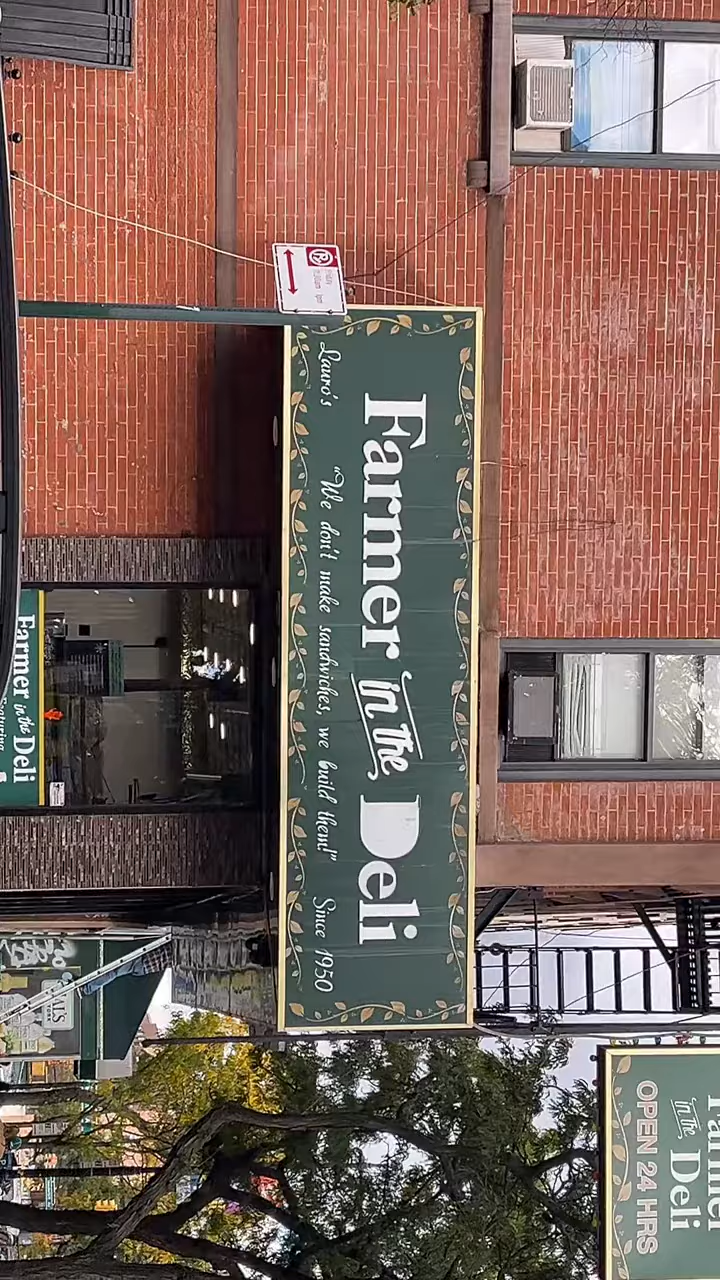 Farmer in the Deli
Lauro's "We don't make sandwiches, we build them!" Since 1950
Farmer in the Deli
Featuring
in the Deli
OPEN 24 HRS